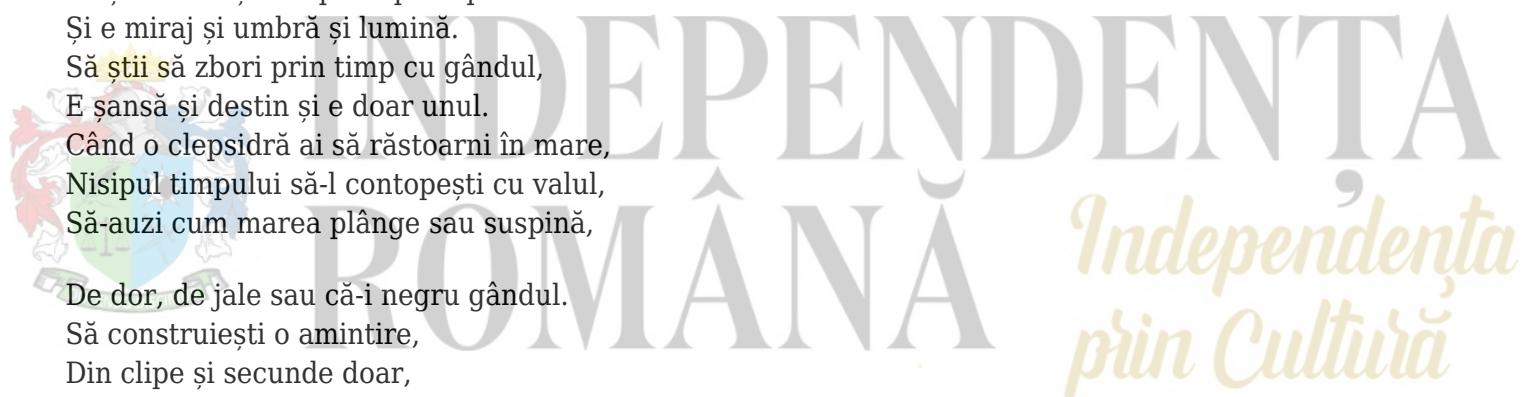 Și e miraj și umbră și lumină.
Să știi să zbori prin timp cu gândul,
E șansă și destin și e doar unul.
Când o clepsidră ai să răstoarni în mare,
Nisipul timpului să-l contopești cu valul,
Să-auzi cum marea plânge sau suspină,
De dor, de jale sau că-i negru gândul.
Să construiești o amintire,
Din clipe și secunde doar,
INDEPENDENȚA
ROMÂNĂ
Independența
prin Cultură